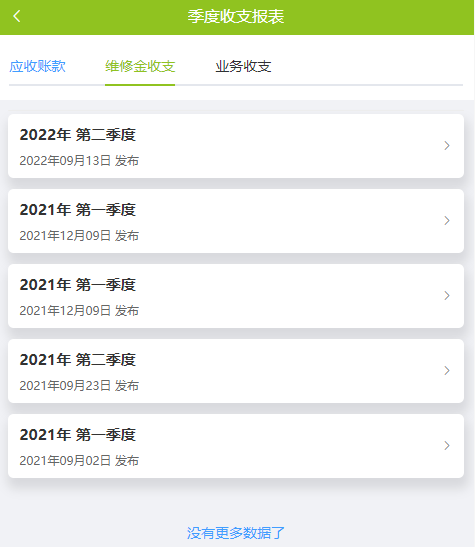 季度收支报表
应收账款 维修金收支 业务收支
2022年 第二季度
2022年09月13日 发布
2021年 第一季度
2021年12月09日 发布
2021年 第一季度
2021年12月09日 发布
2021年 第二季度
2021年09月23日 发布
2021年 第一季度
2021年09月02日 发布
没有更多数据了